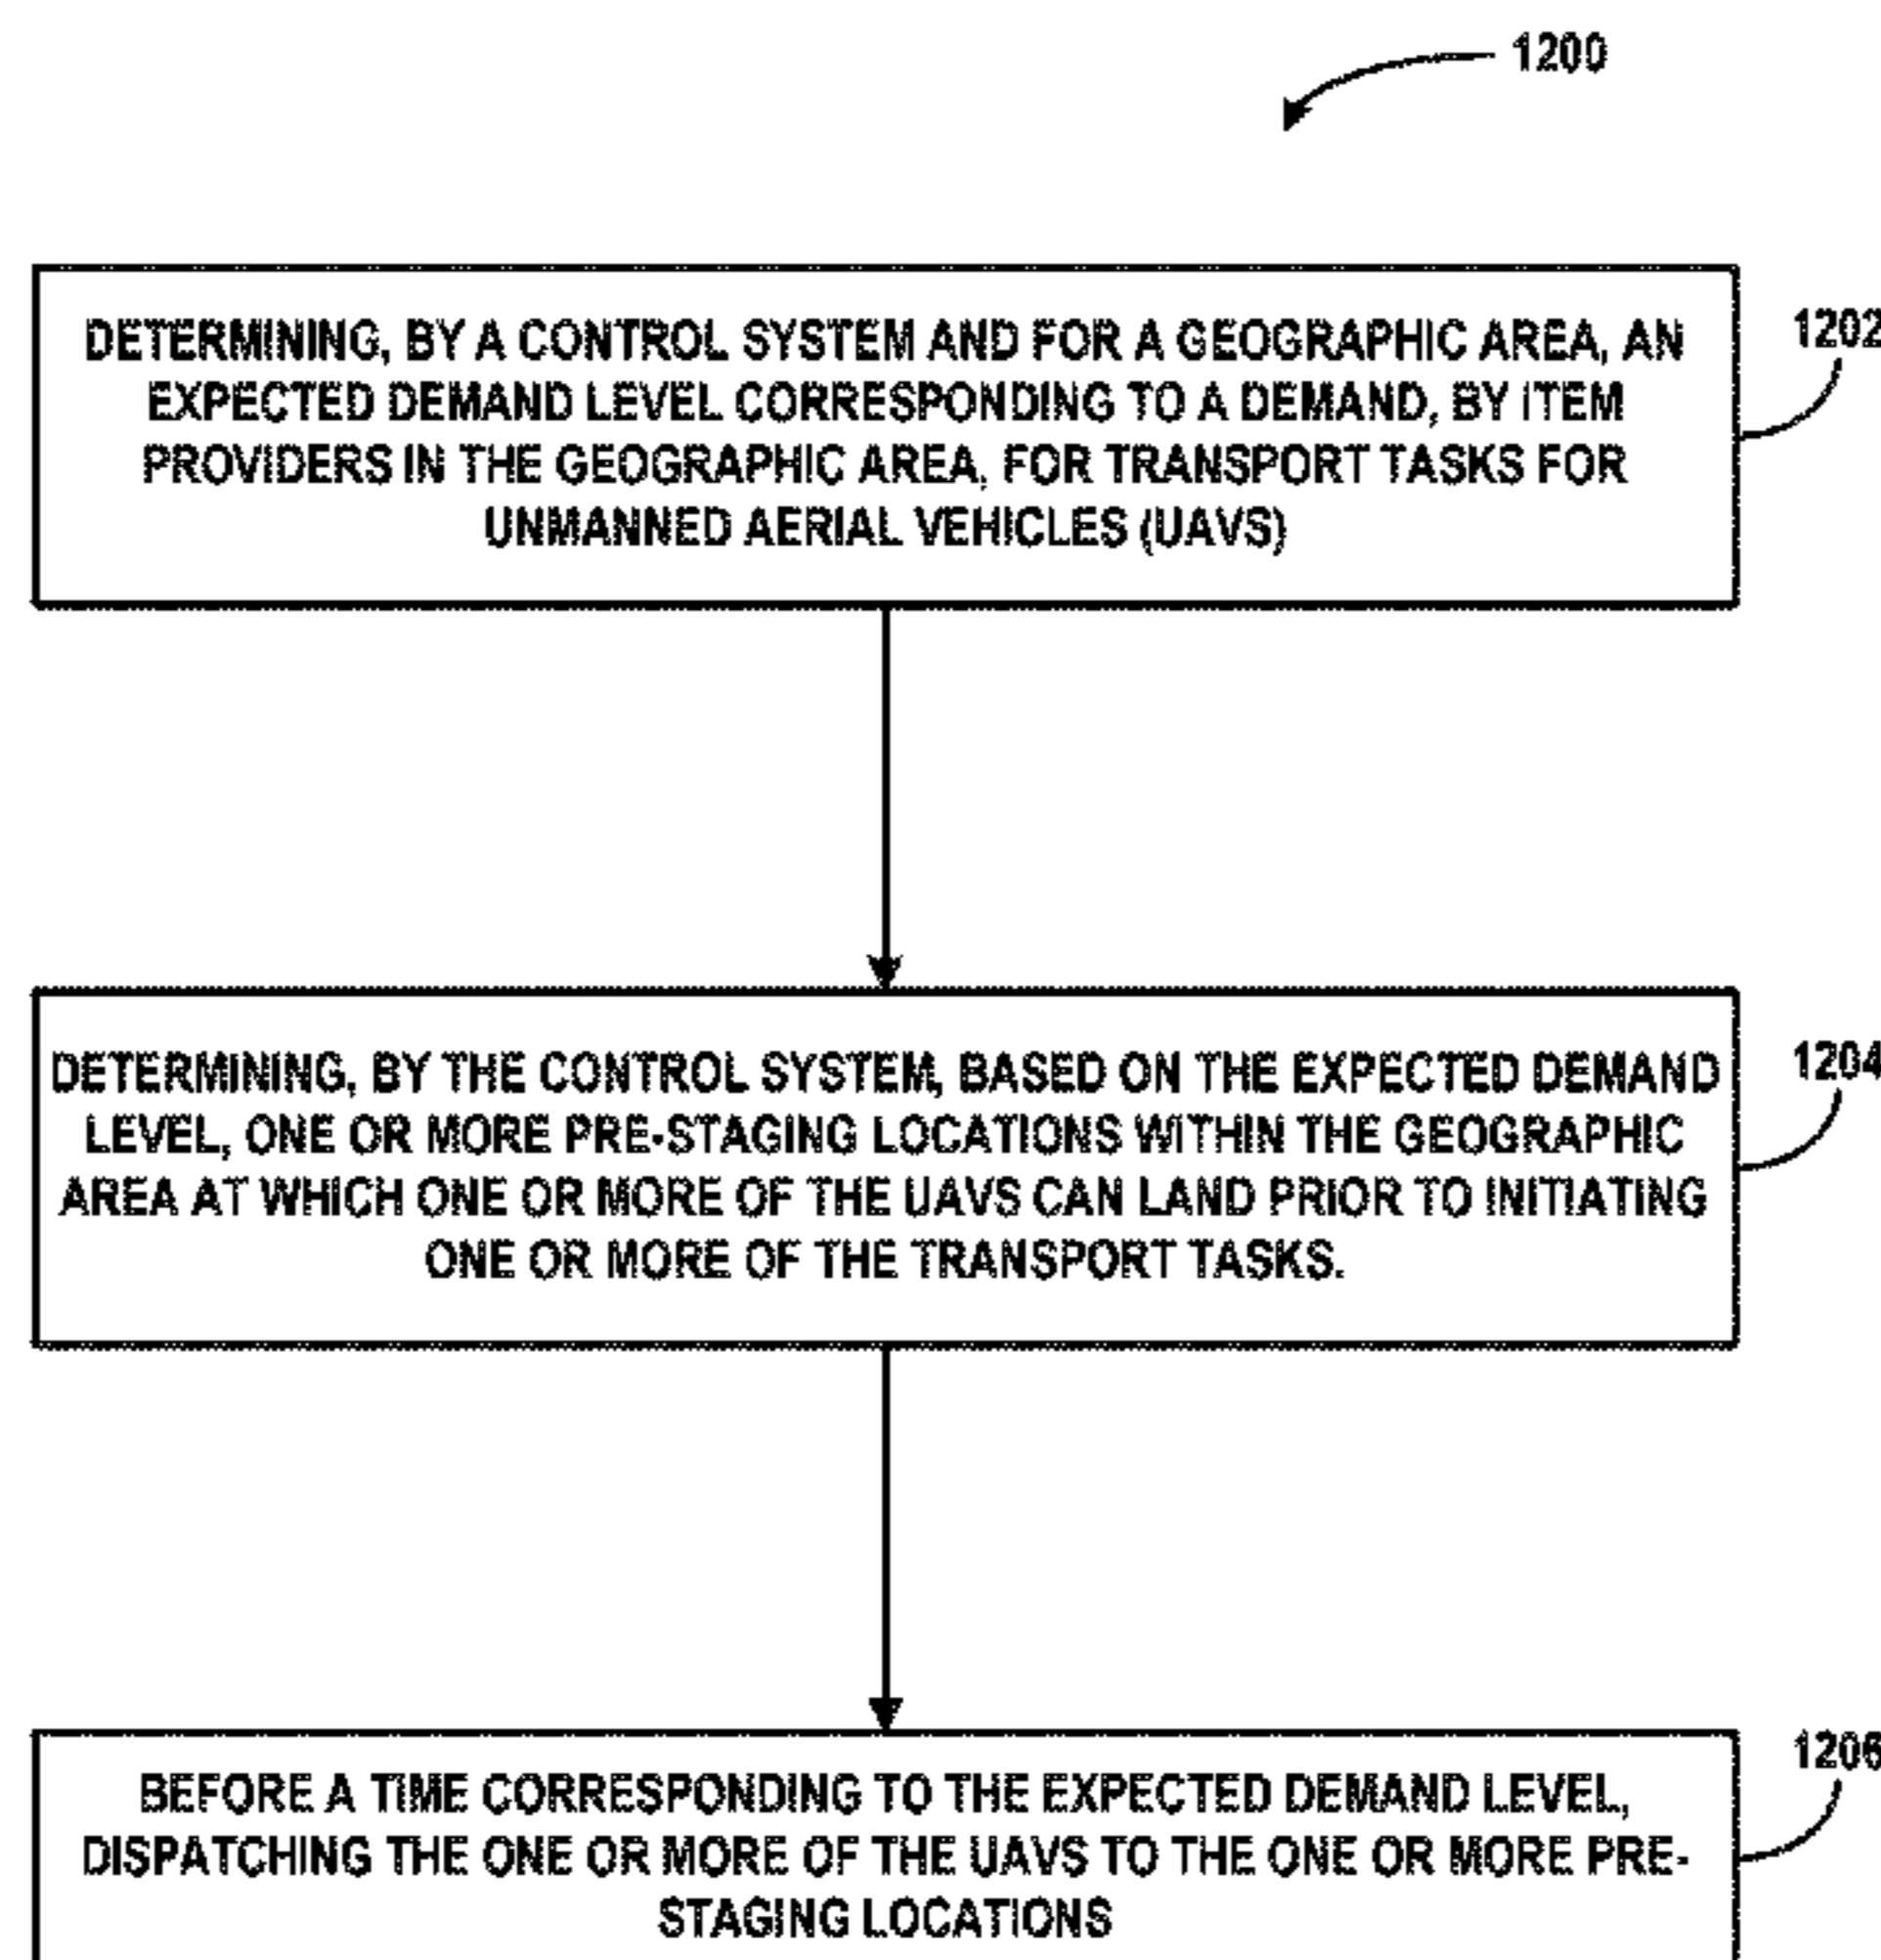 1200
DETERMINING, BY A CONTROL SYSTEM AND FOR A GEOGRAPHIC AREA, AN
EXPECTED DEMAND LEVEL CORRESPONDING TO A DEMAND, BY ITEM
PROVIDERS IN THE GEOGRAPHIC AREA, FOR TRANSPORT TASKS FOR
UNMANNED AERIAL VEHICLES (UAVS)
1202
DETERMINING, BY THE CONTROL SYSTEM, BASED ON THE EXPECTED DEMAND
LEVEL, ONE OR MORE PRE-STAGING LOCATIONS WITHIN THE GEOGRAPHIC
AREA AT WHICH ONE OR MORE OF THE UAVS CAN LAND PRIOR TO INITIATING
ONE OR MORE OF THE TRANSPORT TASKS.
1204
BEFORE A TIME CORRESPONDING TO THE EXPECTED DEMAND LEVEL,
DISPATCHING THE ONE OR MORE OF THE UAVS TO THE ONE OR MORE PRE-
STAGING LOCATIONS
1206